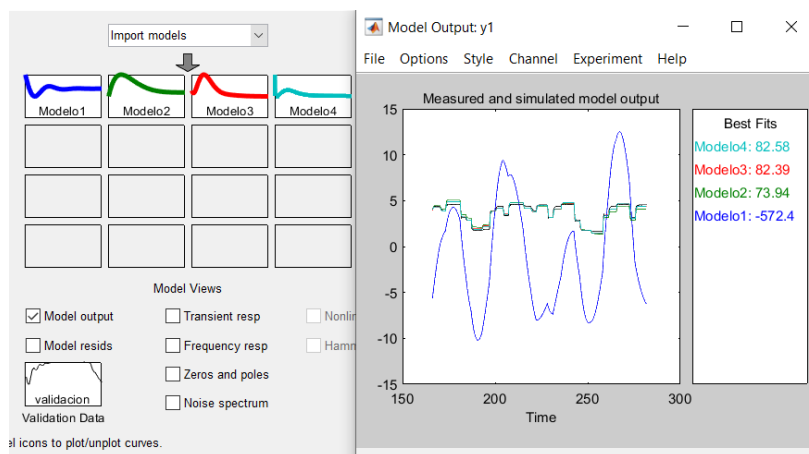 Import models
Modelo1
Modelo2
Modelo3
Modelo4
Model Views
Model output
Transient resp
Nonlin
Model resids
Frequency resp
Hamm
Zeros and poles
validacion
Noise spectrum
Validation Data
el icons to plot/unplot curves.
Model Output: y1
File Options Style Channel Experiment Help
Measured and simulated model output
15
10
5
0
-5
-10
-15
150 200 250 300
Time
Best Fits
Modelo4: 82.58
Modelo3: 82.39
Modelo2: 73.94
Modelo1: -572.4